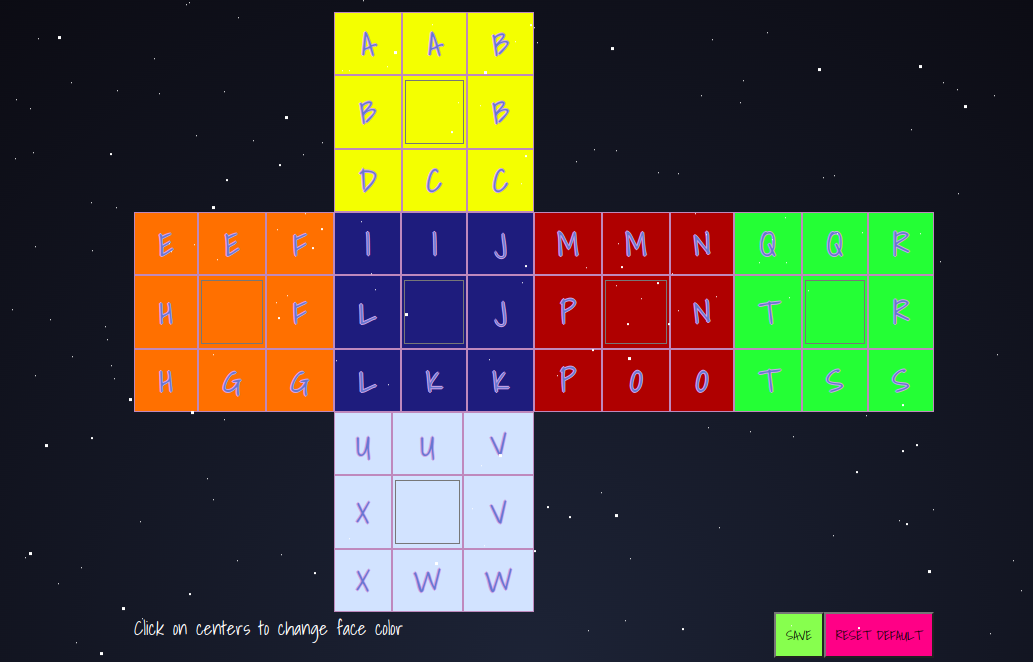 A A B
B B
D C C
E E F I I J M M N Q Q R
H F L J P N T R
H G G L K K P O O T S S
U U V
X V
X W W
Click on centers to change face color
SAVE RESET DEFAULT